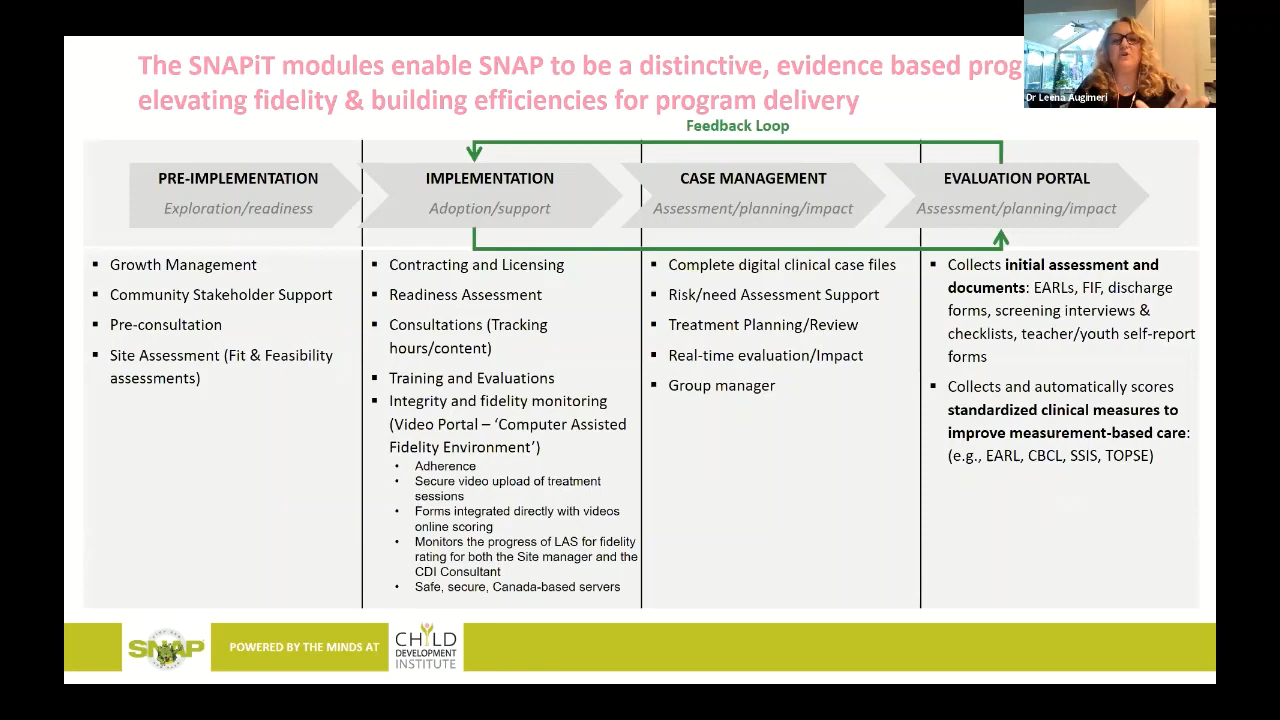 The SNAPiT modules enable SNAP to be a distinctive, evidence based prog
elevating fidelity & building efficiencies for program delivery
Dr Leena Augimeri
Feedback Loop
PRE-IMPLEMENTATION
Exploration/readiness
IMPLEMENTATION
Adoption/support
CASE MANAGEMENT
Assessment/planning/impact
EVALUATION PORTAL
Assessment/planning/impact
▪ Growth Management
▪ Community Stakeholder Support
▪ Pre-consultation
▪ Site Assessment (Fit & Feasibility
assessments)
▪ Contracting and Licensing
▪ Readiness Assessment
▪ Consultations (Tracking
hours/content)
▪ Training and Evaluations
▪ Integrity and fidelity monitoring
(Video Portal – ‘Computer Assisted
Fidelity Environment’)
• Adherence
• Secure video upload of treatment
sessions
• Forms integrated directly with videos
online scoring
• Monitors the progress of LAS for fidelity
rating for both the Site manager and the
CDI Consultant
• Safe, secure, Canada-based servers
▪ Complete digital clinical case files
▪ Risk/need Assessment Support
▪ Treatment Planning/Review
▪ Real-time evaluation/Impact
▪ Group manager
▪ Collects initial assessment and
documents: EARLs, FIF, discharge
forms, screening interviews &
checklists, teacher/youth self-report
forms
▪ Collects and automatically scores
standardized clinical measures to
improve measurement-based care:
(e.g., EARL, CBCL, SSIS, TOPSE)
SNAP
POWERED BY THE MINDS AT
CHILD
DEVELOPMENT
INSTITUTE